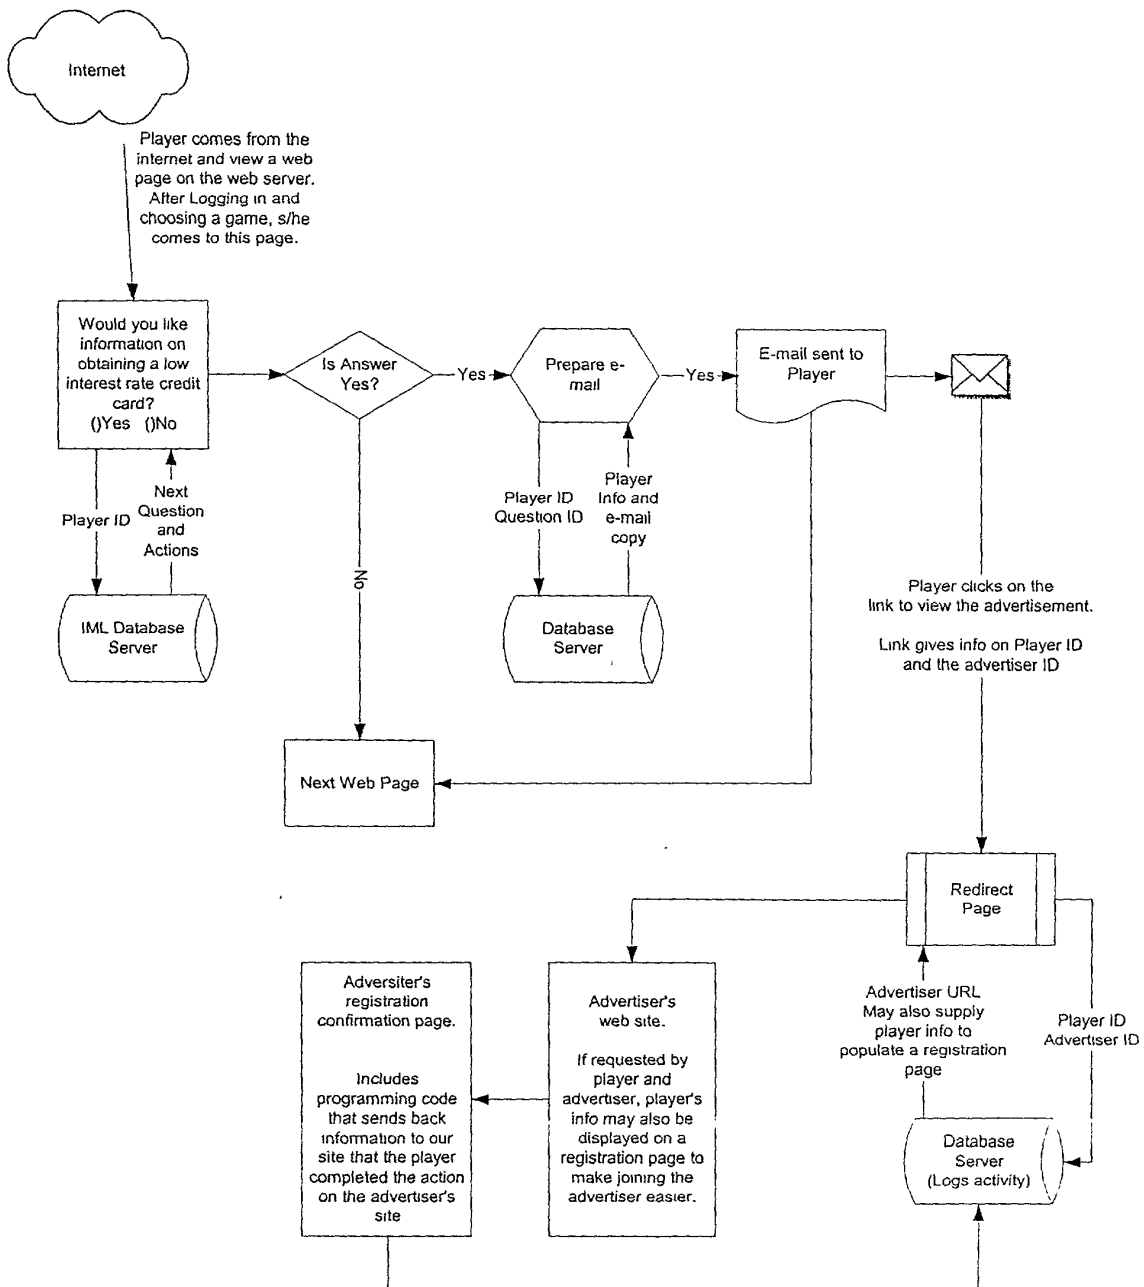 Internet
Player comes from the
internet and view a web
page on the web server.
After Logging in and
choosing a game, s/he
comes to this page.
Would you like
information on
obtaining a low
interest rate credit
card?
()Yes ()No
Is Answer
Yes?
Yes
Prepare e-
mail
Yes
E-mail sent to
Player
Player ID
Next
Question
and
Actions
IML Database
Server
No
Player ID
Question ID
Player
Info and
e-mail
copy
Database
Server
Player clicks on the
link to view the advertisement.
Link gives info on Player ID
and the advertiser ID
Next Web Page
Redirect
Page
Adversiter's
registration
confirmation page.
Includes
programming code
that sends back
information to our
site that the player
completed the action
on the advertiser's
site
Advertiser's
web site.
If requested by
player and
advertiser, player's
info may also be
displayed on a
registration page to
make joining the
advertiser easier.
Advertiser URL
May also supply
player info to
populate a registration
page
Player ID
Advertiser ID
Database
Server
(Logs activity)